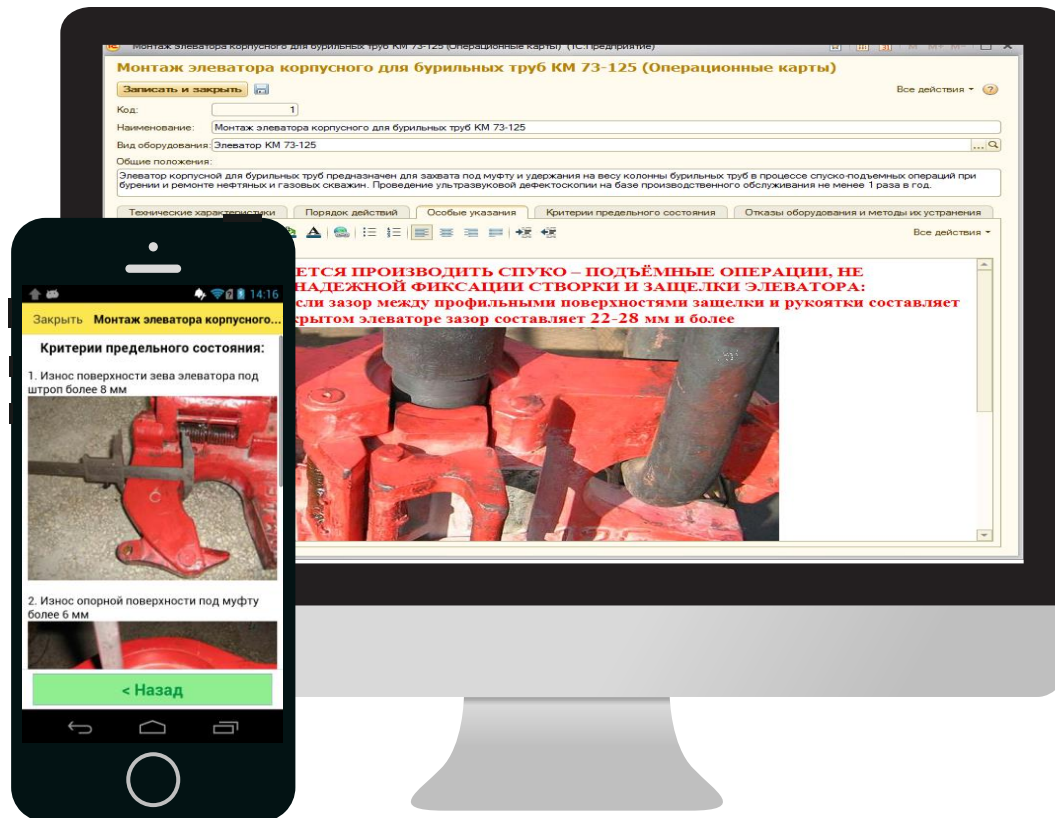 Монтаж элеватора корпусного для бурильных труб КМ 73-125 (Операционные карты) (1С:Предприятие)
Монтаж элеватора корпусного для бурильных труб КМ 73-125 (Операционные карты)
Записать и закрыть
Все действия
?
Код: 1
Наименование: Монтаж элеватора корпусного для бурильных труб КМ 73-125
Вид оборудования: Элеватор КМ 73-125 ...
Общие положения:
Элеватор корпусной для бурильных труб предназначен для захвата под муфту и удержания на весу колонны бурильных труб в процессе спуско-подъемных операций при
бурении и ремонте нефтяных и газовых скважин. Проведение ультразвуковой дефектоскопии на базе производственного обслуживания не менее 1 раза в год.
Технические характеристики Порядок действий Особые указания Критерии предельного состояния Отказы оборудования и методы их устранения
Все действия
ЕТСЯ ПРОИЗВОДИТЬ СПУКО – ПОДЪЁМНЫЕ ОПЕРАЦИИ, НЕ
НАДЕЖНОЙ ФИКСАЦИИ СТВОРКИ И ЗАЩЕЛКИ ЭЛЕВАТОРА:
сли зазор между профильными поверхностями защелки и рукоятки составляет
крытом элеваторе зазор составляет 22-28 мм и более
14:16
Закрыть Монтаж элеватора корпусного...
Критерии предельного состояния:
1. Износ поверхности зева элеватора под
штроп более 8 мм
6
2. Износ опорной поверхности под муфту
более 6 мм
< Назад